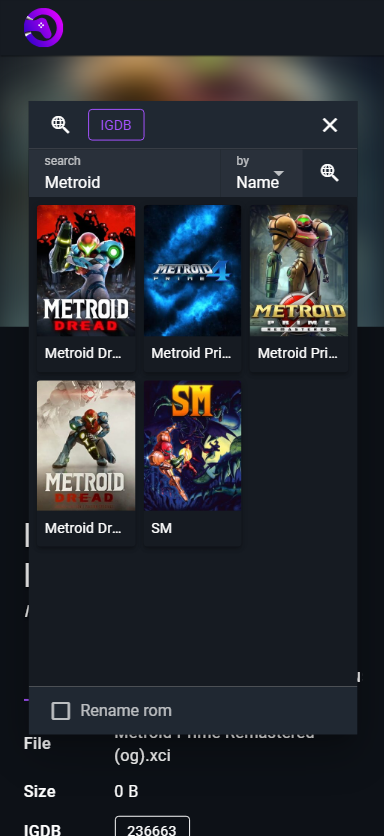 IGDB
search
by
Metroid
Name
METROID
DREAD
METROID 4
PRIME
METROID
PRIME
REMASTERED
Metroid Dr...
Metroid Pri...
Metroid Pri...
METROID
DREAD
SM
Metroid Dr...
SM
Rename rom
File
Metroid Prime Remastered
(og).xci
Size
0 B
IGDB
236663